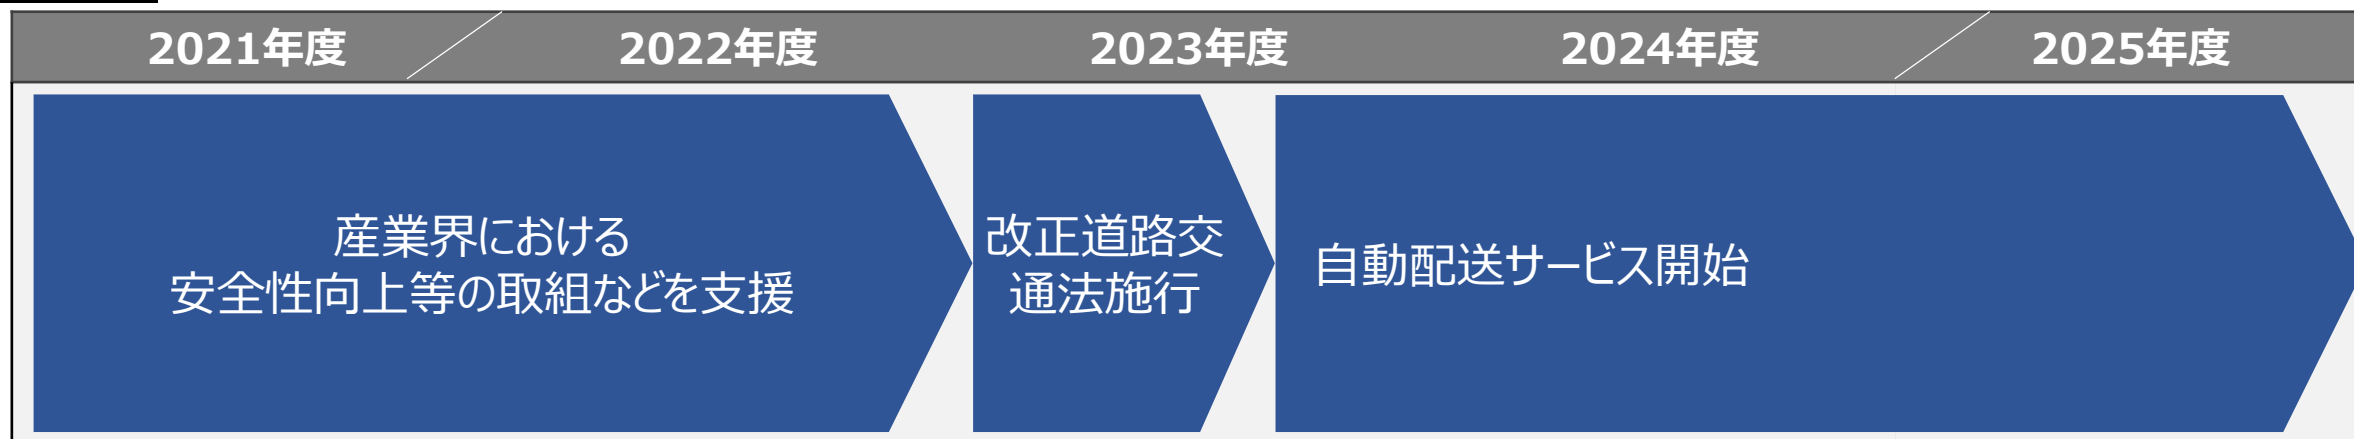 2021年度 2022年度 2023年度 2024年度 2025年度
産業界における
安全性向上等の取組などを支援
改正道路交
通法施行
自動配送サービス開始